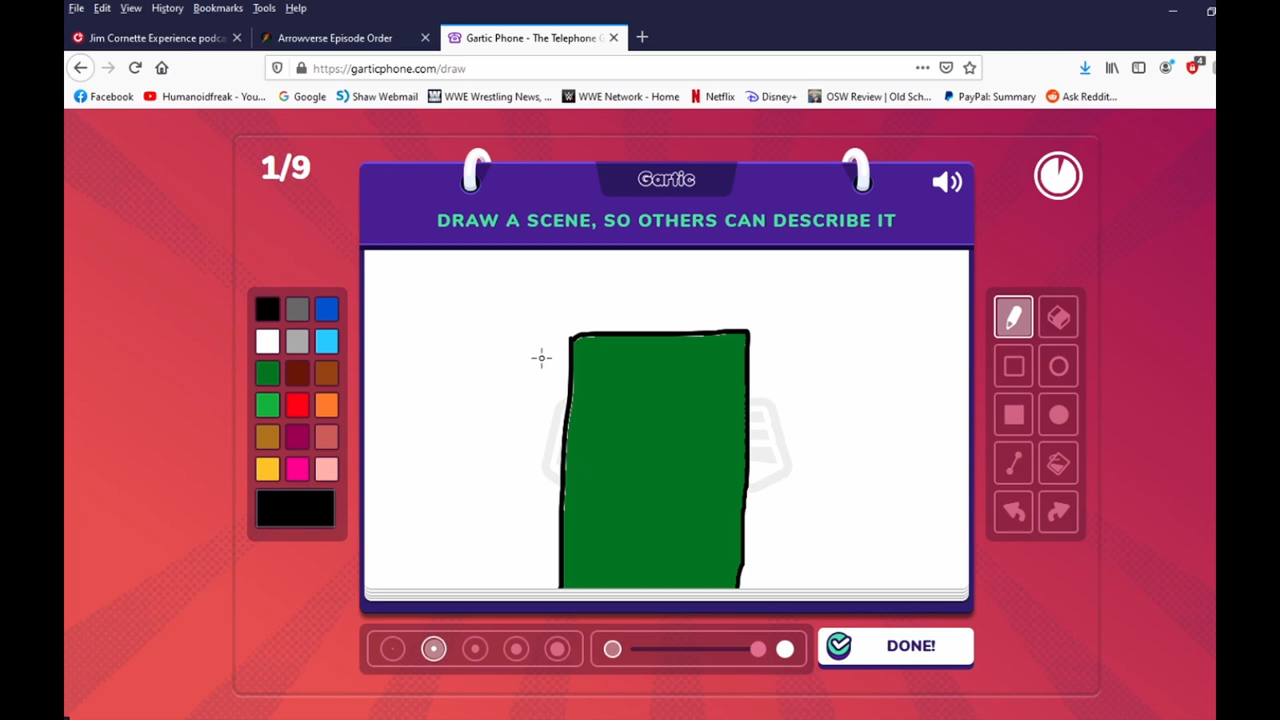 File Edit View History Bookmarks Tools Help
Jim Cornette Experience podca
Arrowverse Episode Order
Gartic Phone - The Telephone G
https://garticphone.com/draw
4
Facebook
Humanoidfreak - You...
Google
Shaw Webmail
WWE Wrestling News, ...
WWE Network - Home
Netflix
Disney+
OSW Review | Old Sch...
PayPal: Summary
Ask Reddit...
1/9
Gartic
DRAW A SCENE, SO OTHERS CAN DESCRIBE IT
DONE!